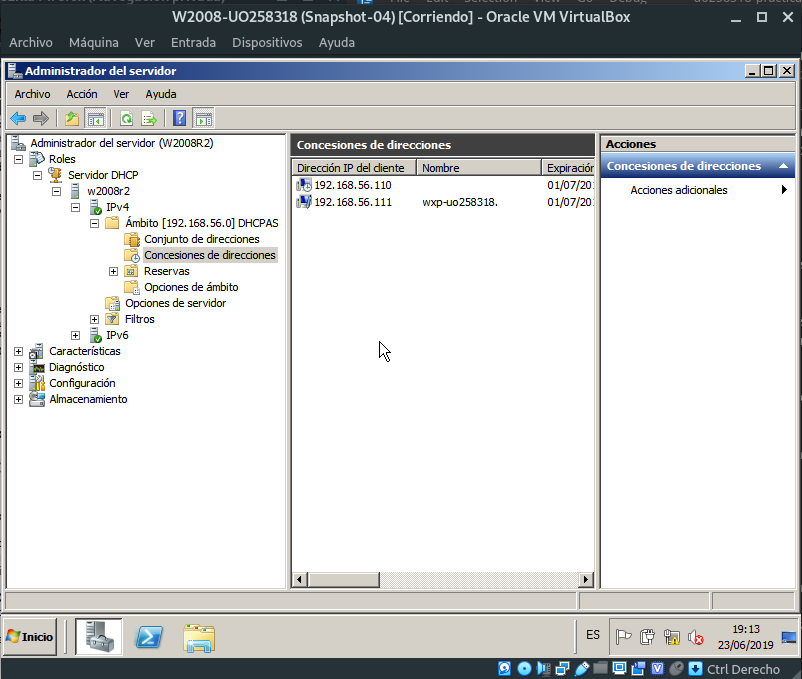 W2008-UO258318 (Snapshot-04) [Corriendo] - Oracle VM VirtualBox
Archivo Máquina Ver Entrada Dispositivos Ayuda
Administrador del servidor
Archivo Acción Ver Ayuda
Administrador del servidor (W2008R2)
Roles
Servidor DHCP
w2008r2
IPv4
Ámbito [192.168.56.0] DHCPAS
Conjunto de direcciones
Concesiones de direcciones
Reservas
Opciones de ámbito
Opciones de servidor
Filtros
IPv6
Características
Diagnóstico
Configuración
Almacenamiento
Concesiones de direcciones
Dirección IP del cliente Nombre Expiración
192.168.56.110 01/07/20
192.168.56.111 wxp-uo258318. 01/07/20
Acciones
Concesiones de direcciones
Acciones adicionales
Inicio
ES
19:13
23/06/2019
Ctrl Derecho